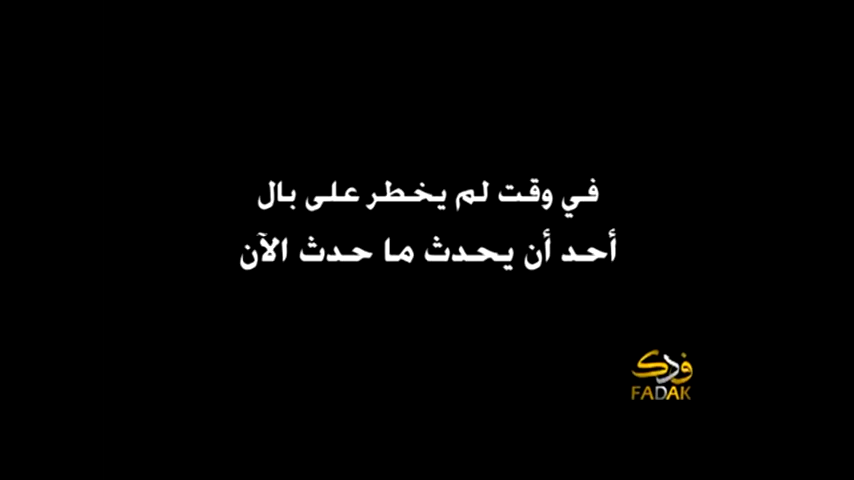 في وقت لم يخطر على بال
أحد أن يحدث ما حدث الآن
فدك
FADAK